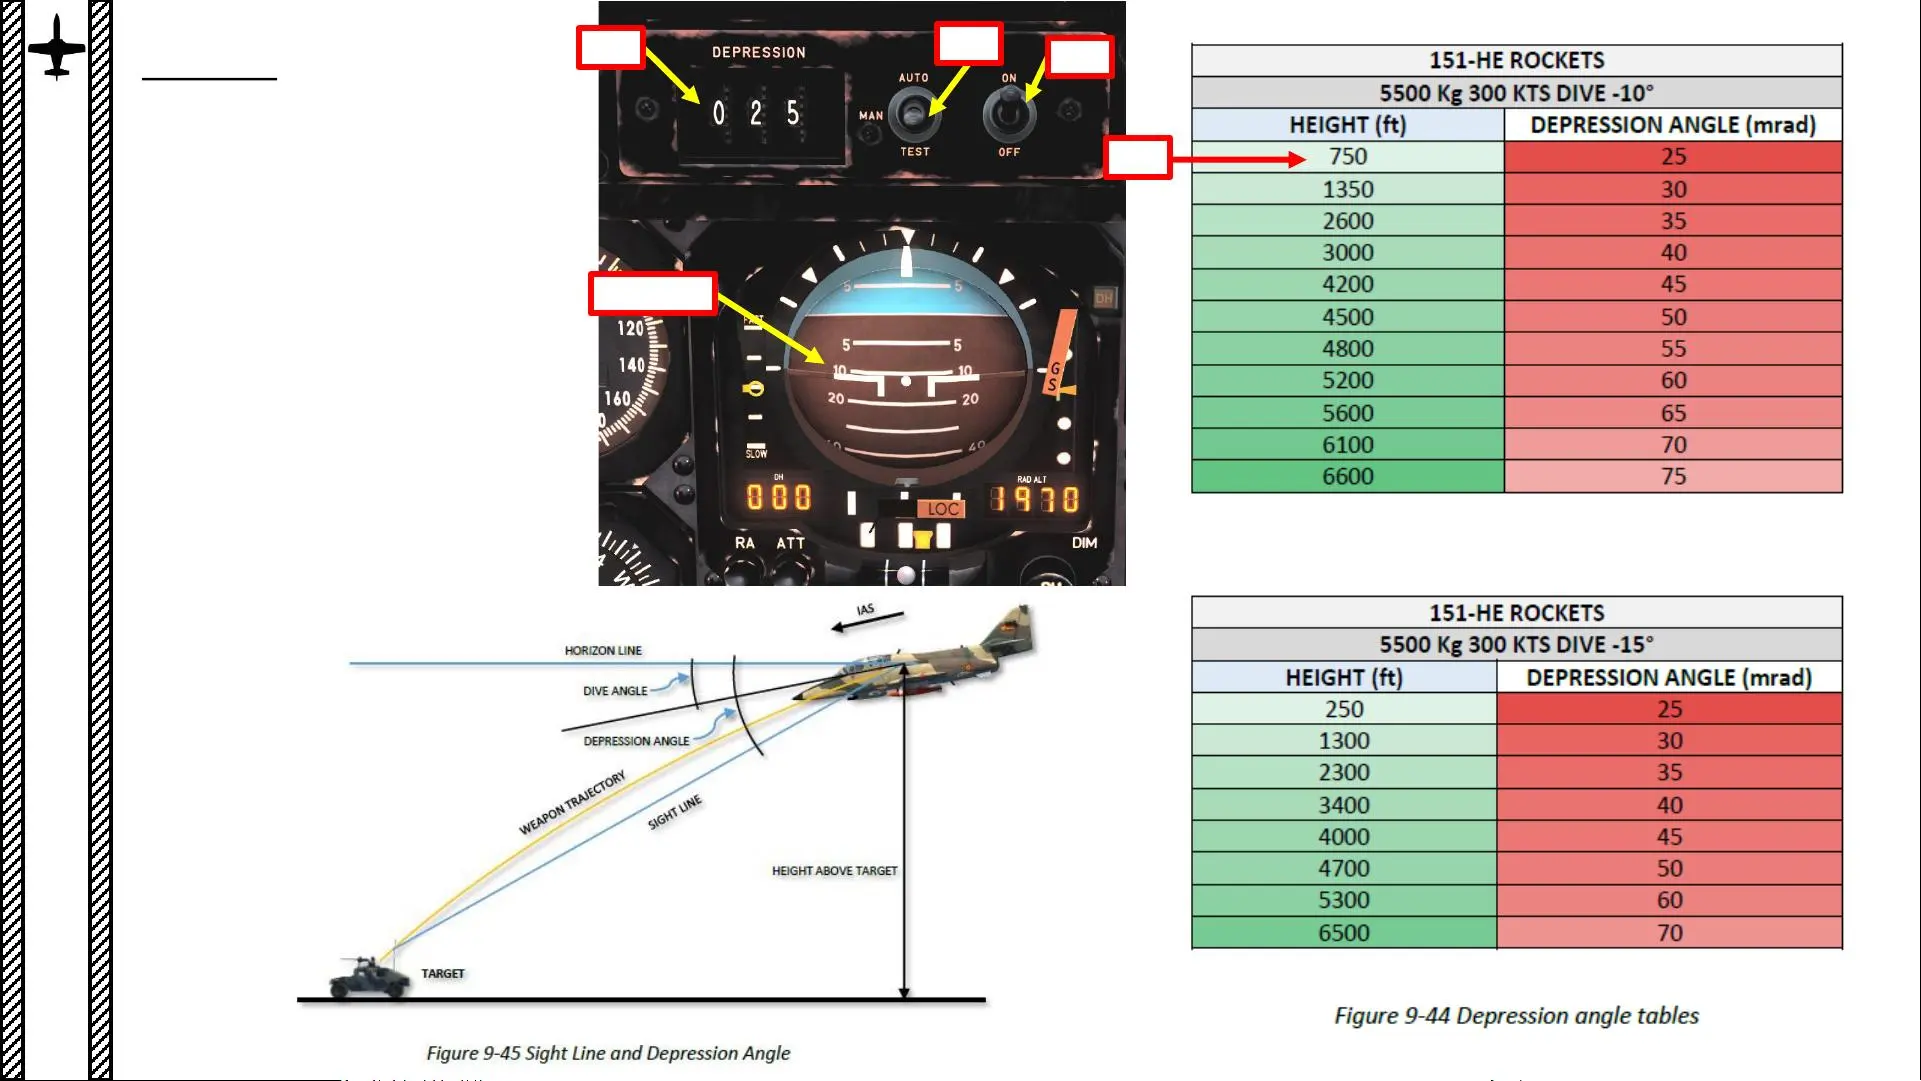 DEPRESSION
0 2 5
AUTO
MAN
TEST
ON
OFF
5 5
5 5
10 10
20 20
40
DH
FAST
SLOW
G
S
120
140
160
DH
000
RAD ALT
1970
LOC
RA ATT
DIM
151-HE ROCKETS
5500 Kg 300 KTS DIVE -10°
HEIGHT (ft) DEPRESSION ANGLE (mrad)
750 25
1350 30
2600 35
3000 40
4200 45
4500 50
4800 55
5200 60
5600 65
6100 70
6600 75
IAS
HORIZON LINE
DIVE ANGLE
DEPRESSION ANGLE
WEAPON TRAJECTORY
SIGHT LINE
HEIGHT ABOVE TARGET
TARGET
Figure 9-45 Sight Line and Depression Angle
151-HE ROCKETS
5500 Kg 300 KTS DIVE -15°
HEIGHT (ft) DEPRESSION ANGLE (mrad)
250 25
1300 30
2300 35
3400 40
4000 45
4700 50
5300 60
6500 70
Figure 9-44 Depression angle tables